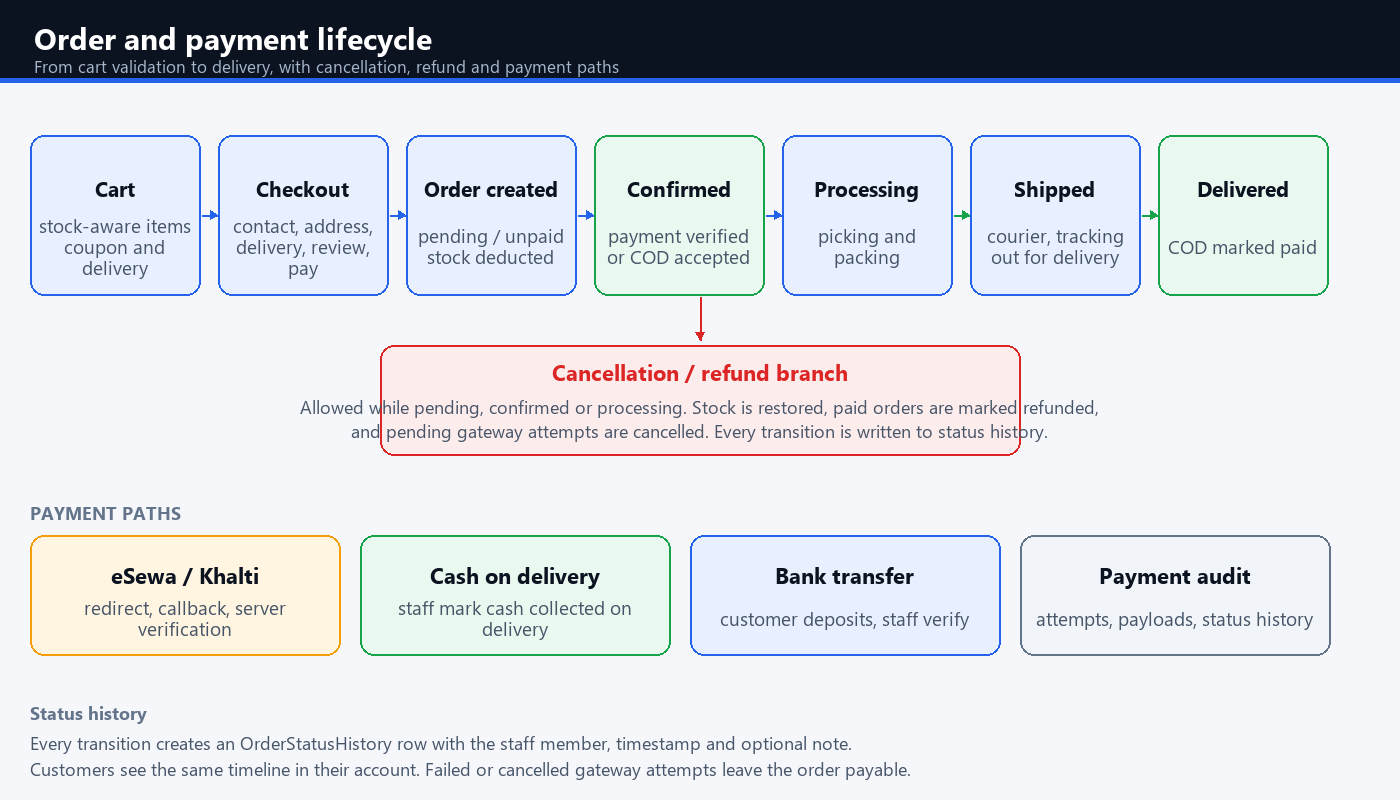 Order and payment lifecycle
From cart validation to delivery, with cancellation, refund and payment paths
Cart
stock-aware items
coupon and
delivery
Checkout
contact, address,
delivery, review,
pay
Order created
pending / unpaid
stock deducted
Confirmed
payment verified
or COD accepted
Processing
picking and
packing
Shipped
courier, tracking
out for delivery
Delivered
COD marked paid
Cancellation / refund branch
Allowed while pending, confirmed or processing. Stock is restored, paid orders are marked refunded,
and pending gateway attempts are cancelled. Every transition is written to status history.
PAYMENT PATHS
eSewa / Khalti
redirect, callback, server
verification
Cash on delivery
staff mark cash collected on
delivery
Bank transfer
customer deposits, staff verify
Payment audit
attempts, payloads, status history
Status history
Every transition creates an OrderStatusHistory row with the staff member, timestamp and optional note.
Customers see the same timeline in their account. Failed or cancelled gateway attempts leave the order payable.